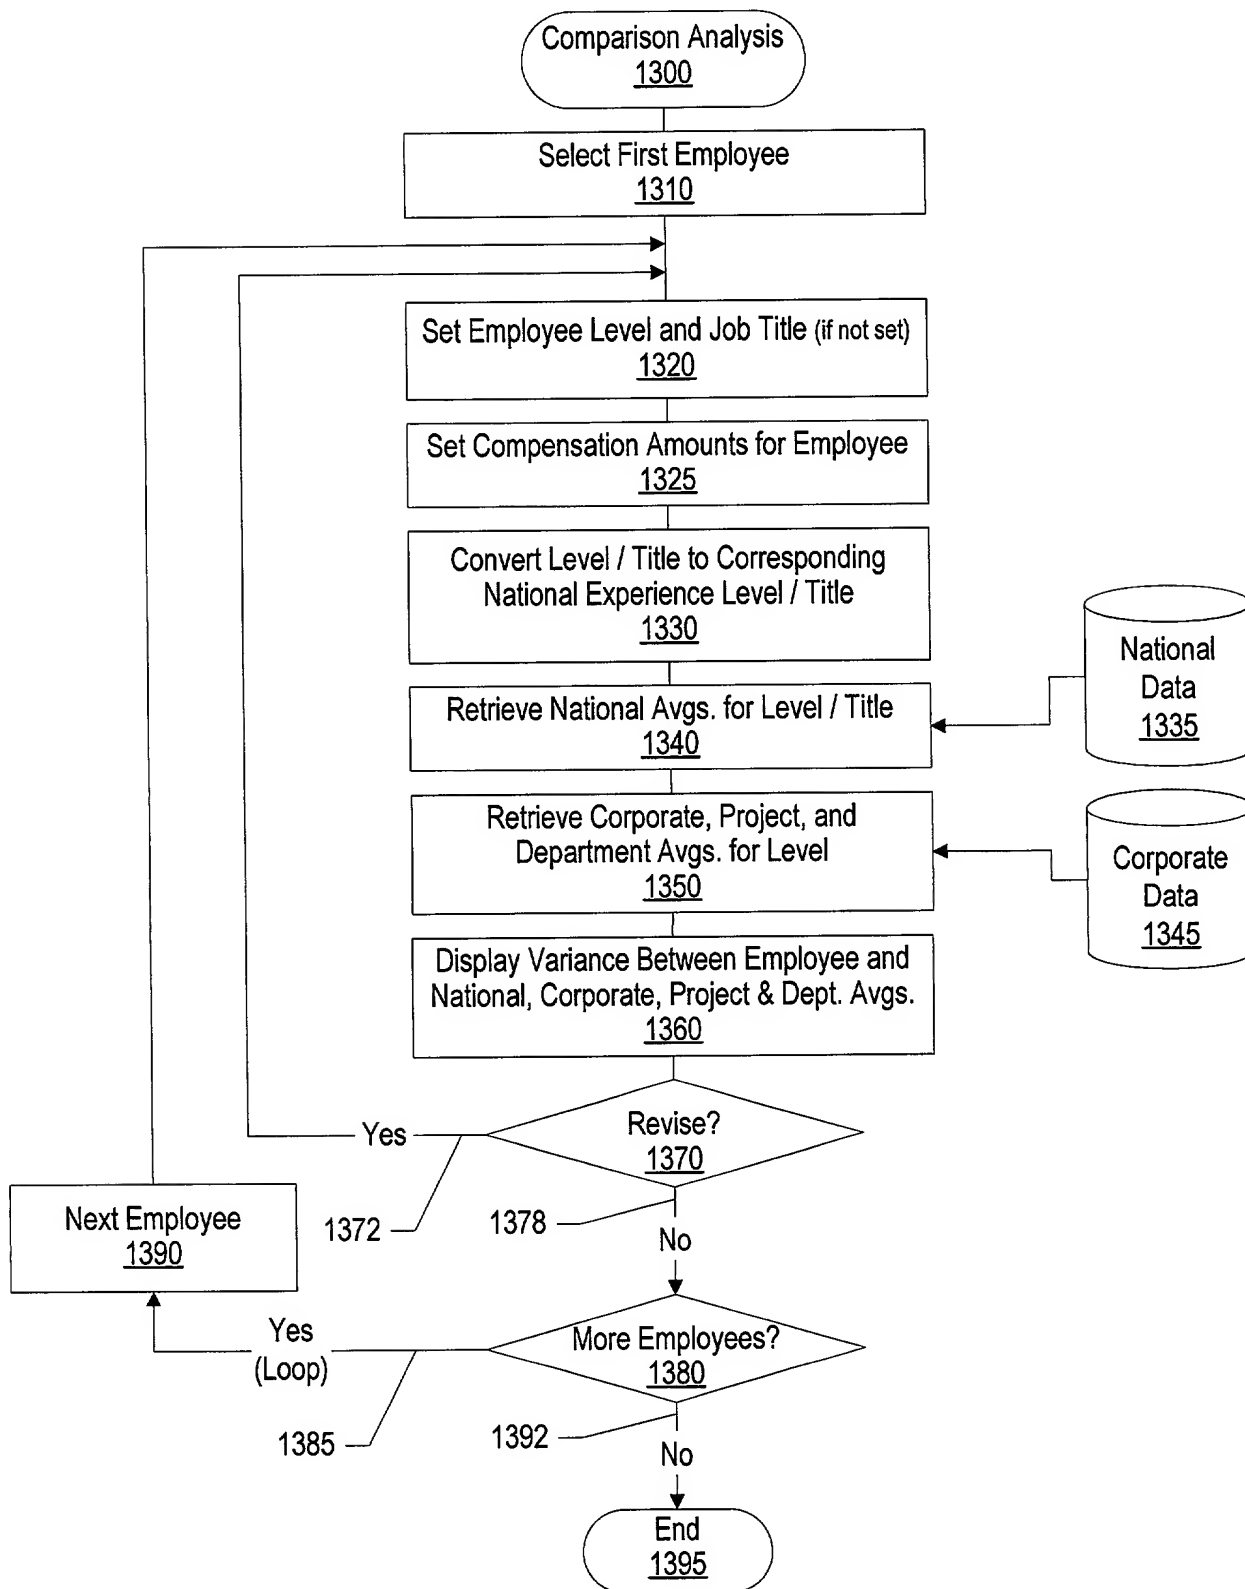 Comparison Analysis
1300
Select First Employee
1310
Set Employee Level and Job Title (if not set)
1320
Set Compensation Amounts for Employee
1325
Convert Level / Title to Corresponding
National Experience Level / Title
1330
National
Data
1335
Retrieve National Avgs. for Level / Title
1340
Retrieve Corporate, Project, and
Department Avgs. for Level
1350
Corporate
Data
1345
Display Variance Between Employee and
National, Corporate, Project & Dept. Avgs.
1360
Revise?
1370
Yes
1372
1378
No
Next Employee
1390
More Employees?
1380
Yes
(Loop)
1385
1392
No
End
1395